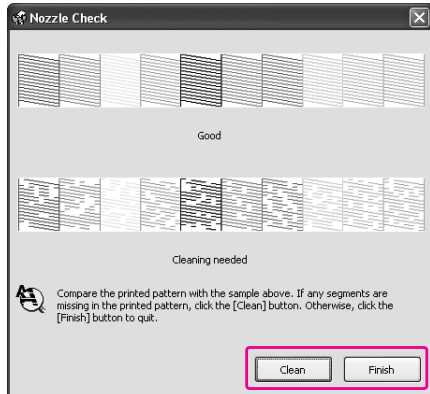 Nozzle Check
Good
Cleaning needed
Compare the printed pattern with the sample above. If any segments are
missing in the printed pattern, click the [Clean] button. Otherwise, click the
[Finish] button to quit.
Clean
Finish